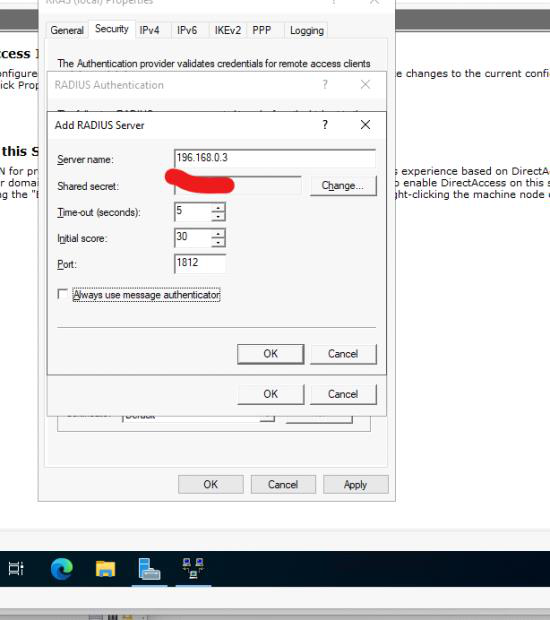 RRAS (local) Properties
General Security IPv4 IPv6 IKEv2 PPP Logging
The Authentication provider validates credentials for remote access clients
RADIUS Authentication ? ×
Add RADIUS Server ? ×
Server name: 196.168.0.3
Shared secret: Change...
Time-out (seconds): 5
Initial score: 30
Port: 1812
Always use message authenticator
OK Cancel
OK Cancel
Default
OK Cancel Apply
ccess
onfigure e changes to the current confi
ick Prop
this S
N for pr s experience based on DirectA
r domai o enable DirectAccess on this s
g the "E ght-clicking the machine node